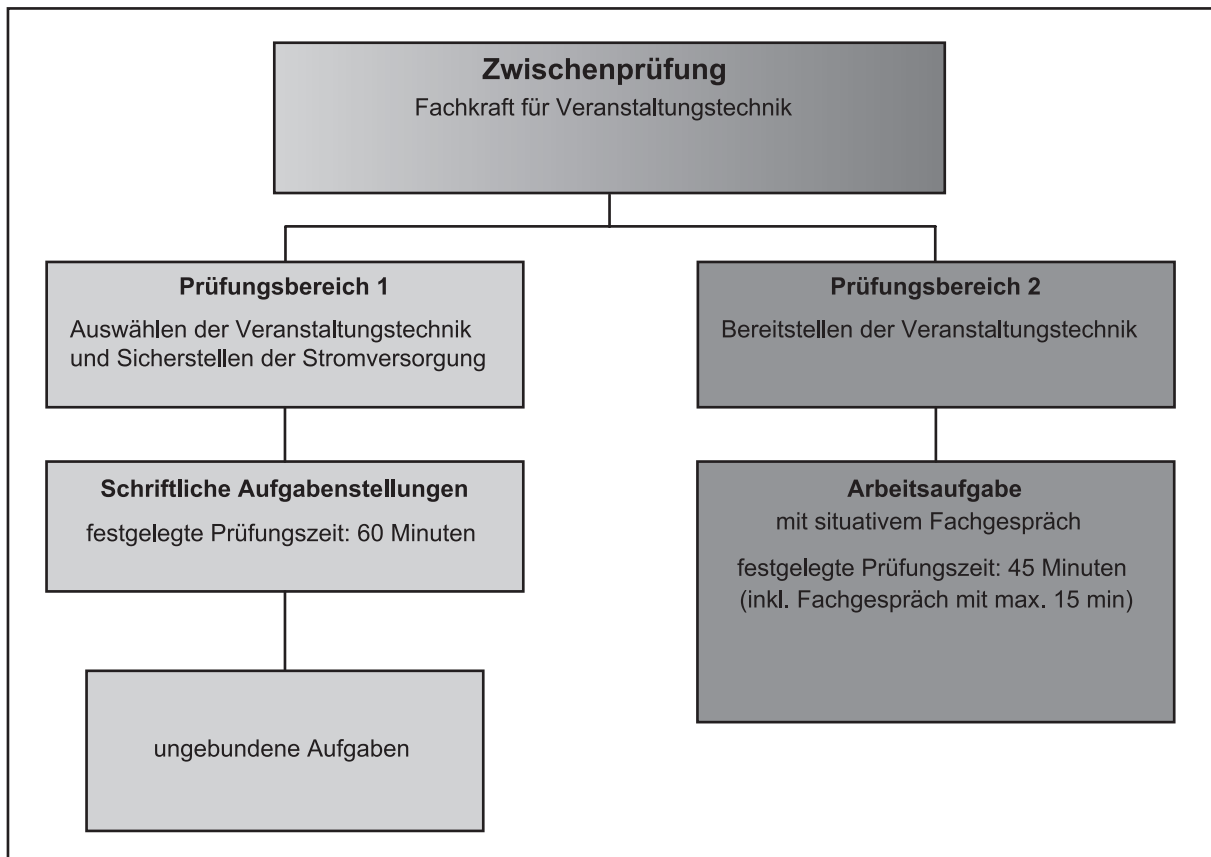 Zwischenprüfung
Fachkraft für Veranstaltungstechnik
Prüfungsbereich 1
Auswählen der Veranstaltungstechnik
und Sicherstellen der Stromversorgung
Schriftliche Aufgabenstellungen
festgelegte Prüfungszeit: 60 Minuten
ungebundene Aufgaben
Prüfungsbereich 2
Bereitstellen der Veranstaltungstechnik
Arbeitsaufgabe
mit situativem Fachgespräch
festgelegte Prüfungszeit: 45 Minuten
(inkl. Fachgespräch mit max. 15 min)